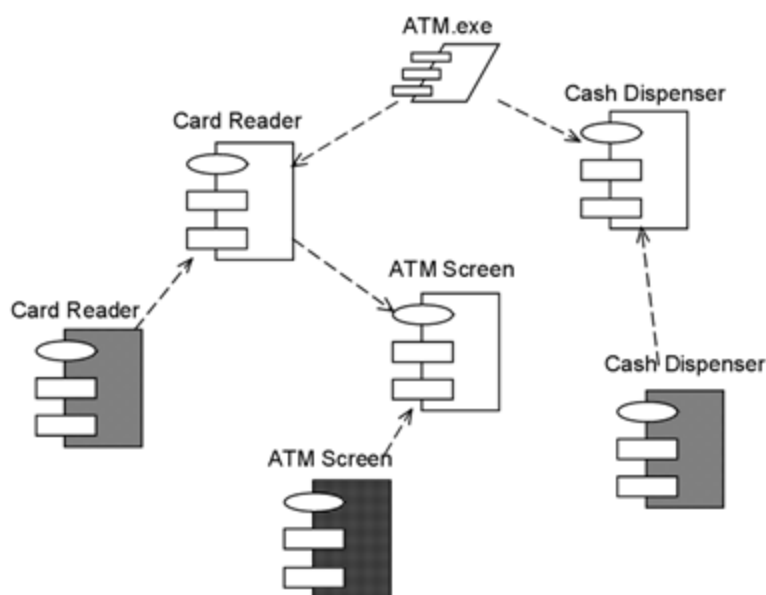 ATM.exe
Cash Dispenser
Card Reader
ATM Screen
Card Reader
Cash Dispenser
ATM Screen